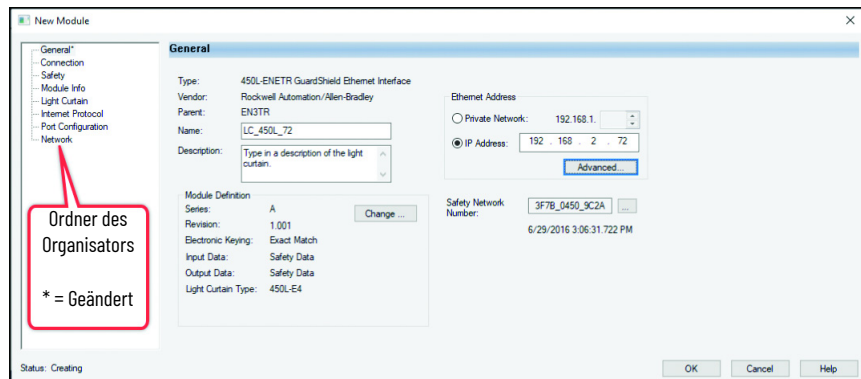 New Module
General*
Connection
Safety
Module Info
Light Curtain
Internet Protocol
Port Configuration
Network
Ordner des
Organisators
* = Geändert
General
Type: 450L-ENETR GuardShield Ethernet Interface
Vendor: Rockwell Automation/Allen-Bradley
Parent: EN3TR
Name: LC_450L_72
Description: Type in a description of the light
curtain.
Ethernet Address
Private Network: 192.168.1.
IP Address: 192 . 168 . 2 . 72
Advanced...
Module Definition
Series: A
Change ...
Revision: 1.001
Electronic Keying: Exact Match
Input Data: Safety Data
Output Data: Safety Data
Light Curtain Type: 450L-E4
Safety Network
Number: 3F7B_0450_9C2A ...
6/29/2016 3:06:31.722 PM
Status: Creating
OK Cancel Help